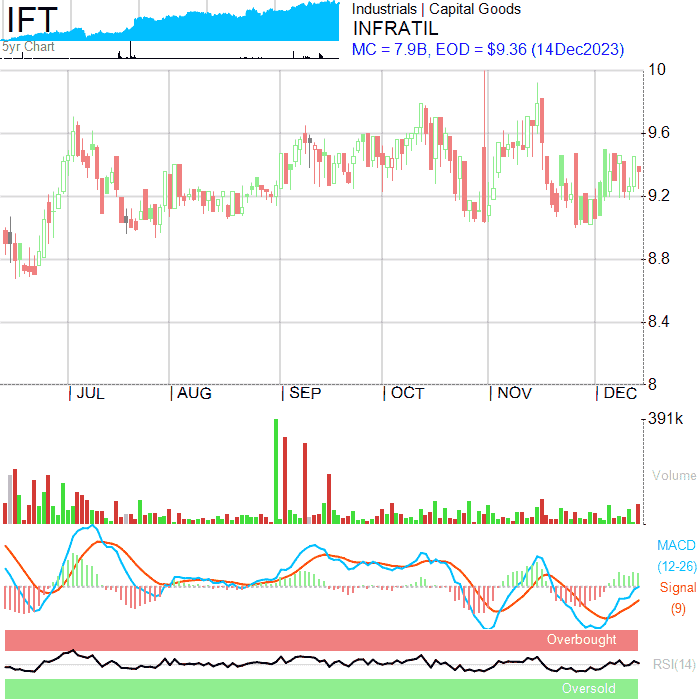 IFT
5yr Chart
Industrials | Capital Goods
INFRATIL
MC = 7.9B, EOD = $9.36 (14Dec2023)
10
9.6
9.2
8.8
8.4
8
JUL
AUG
SEP
OCT
NOV
DEC
391k
Volume
MACD
(12-26)
Signal
(9)
Overbought
RSI(14)
Oversold